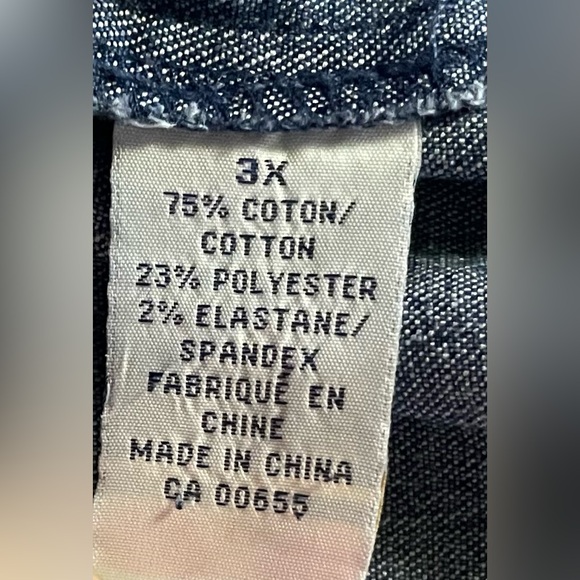 3X
75% COTON/
COTTON
23% POLYESTER
2% ELASTANE/
SPANDEX
FABRIQUÉ EN
CHINE
MADE IN CHINA
CA 00655